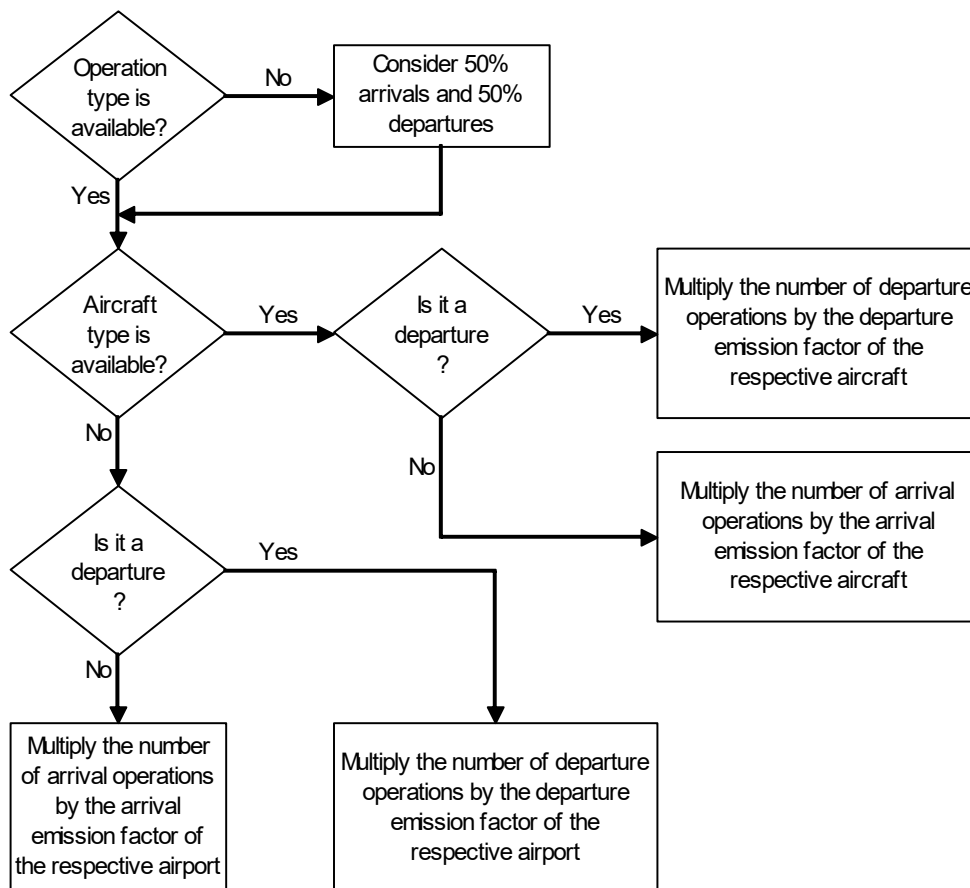 Operation
type is
available?
No
Consider 50%
arrivals and 50%
departures
Yes
Aircraft
type is
available?
Yes
Is it a
departure
?
Yes
Multiply the number of departure
operations by the departure
emission factor of the
respective aircraft
No
No
Multiply the number of arrival
operations by the arrival
emission factor of the
respective aircraft
Is it a
departure
?
Yes
No
Multiply the number
of arrival operations
by the arrival
emission factor of
the respective airport
Multiply the number of departure
operations by the departure
emission factor of the
respective airport